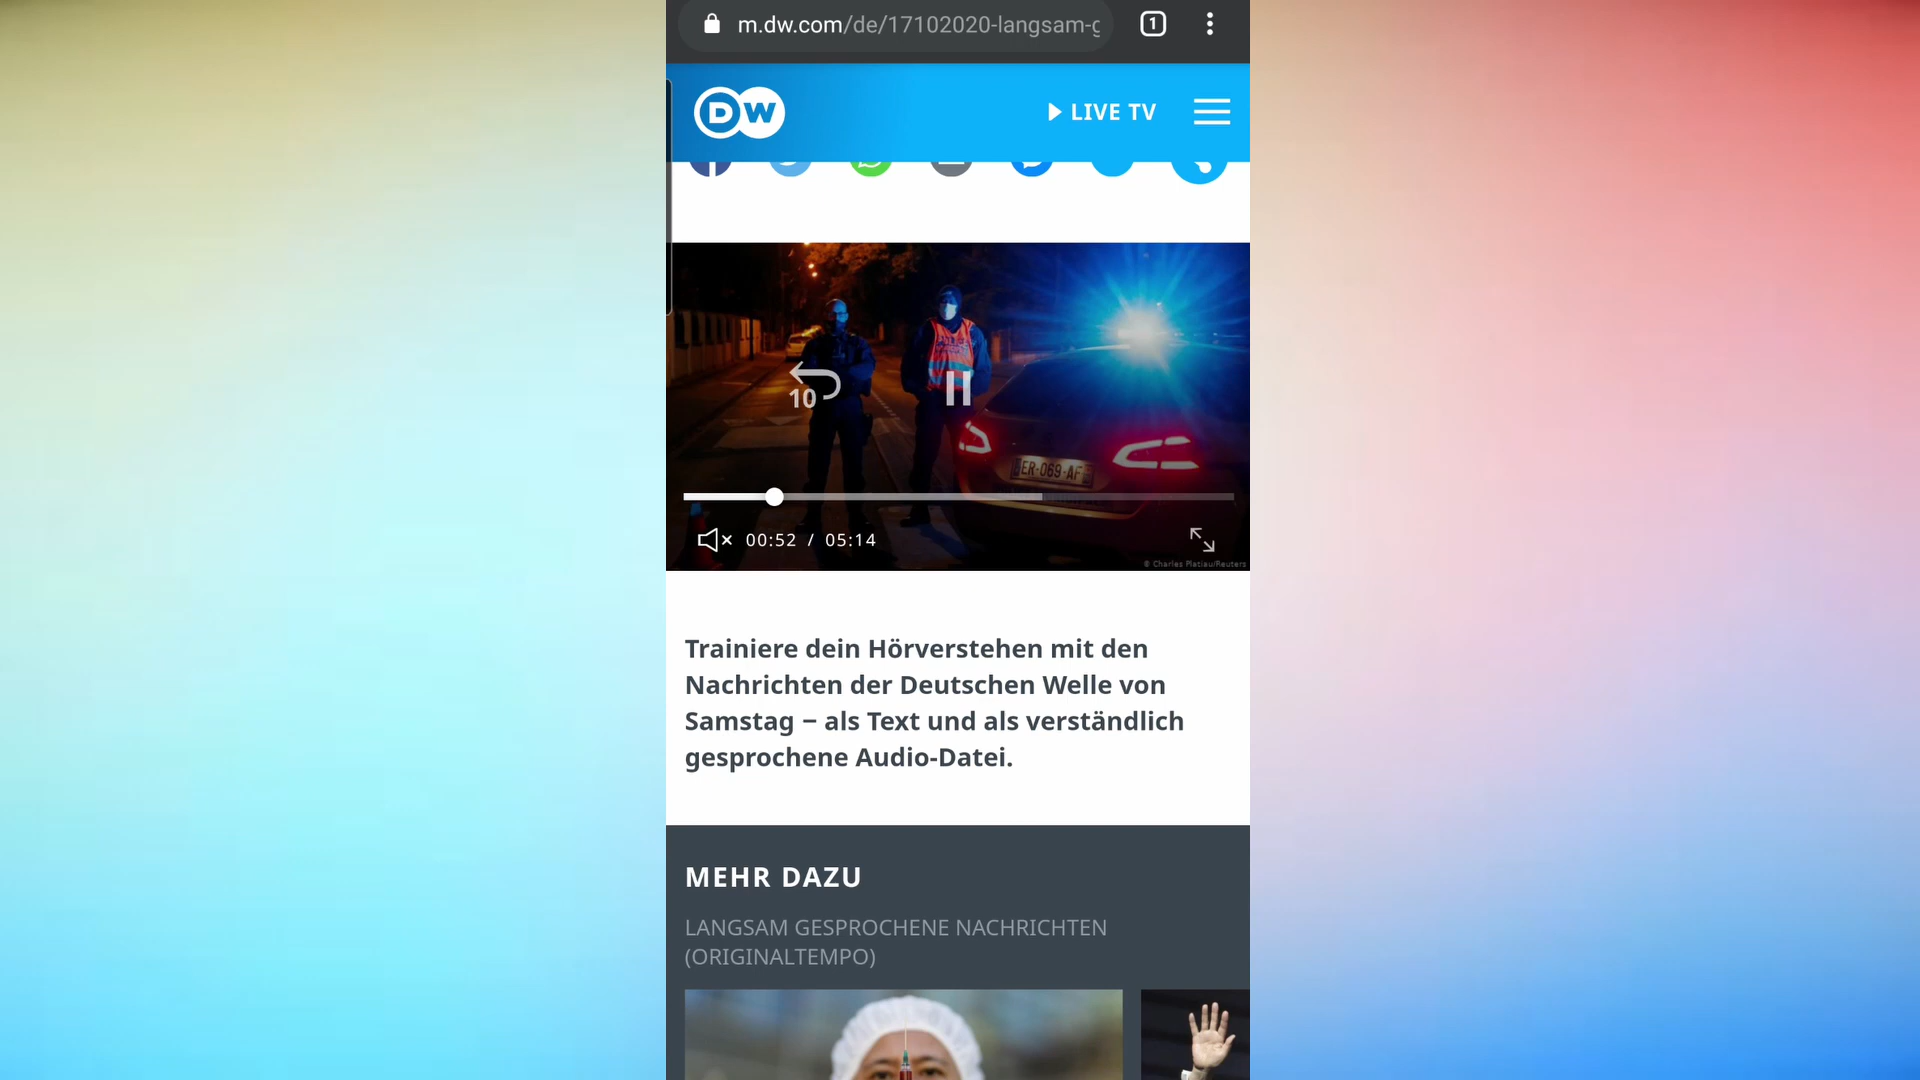 m.dw.com/de/17102020-langsam-g
1
DW
LIVE TV
10
ER-069-AF
00:52 / 05:14
© Charles Platiau/Reuters
Trainiere dein Hörverstehen mit den
Nachrichten der Deutschen Welle von
Samstag – als Text und als verständlich
gesprochene Audio-Datei.
MEHR DAZU
LANGSAM GESPROCHENE NACHRICHTEN
(ORIGINALTEMPO)